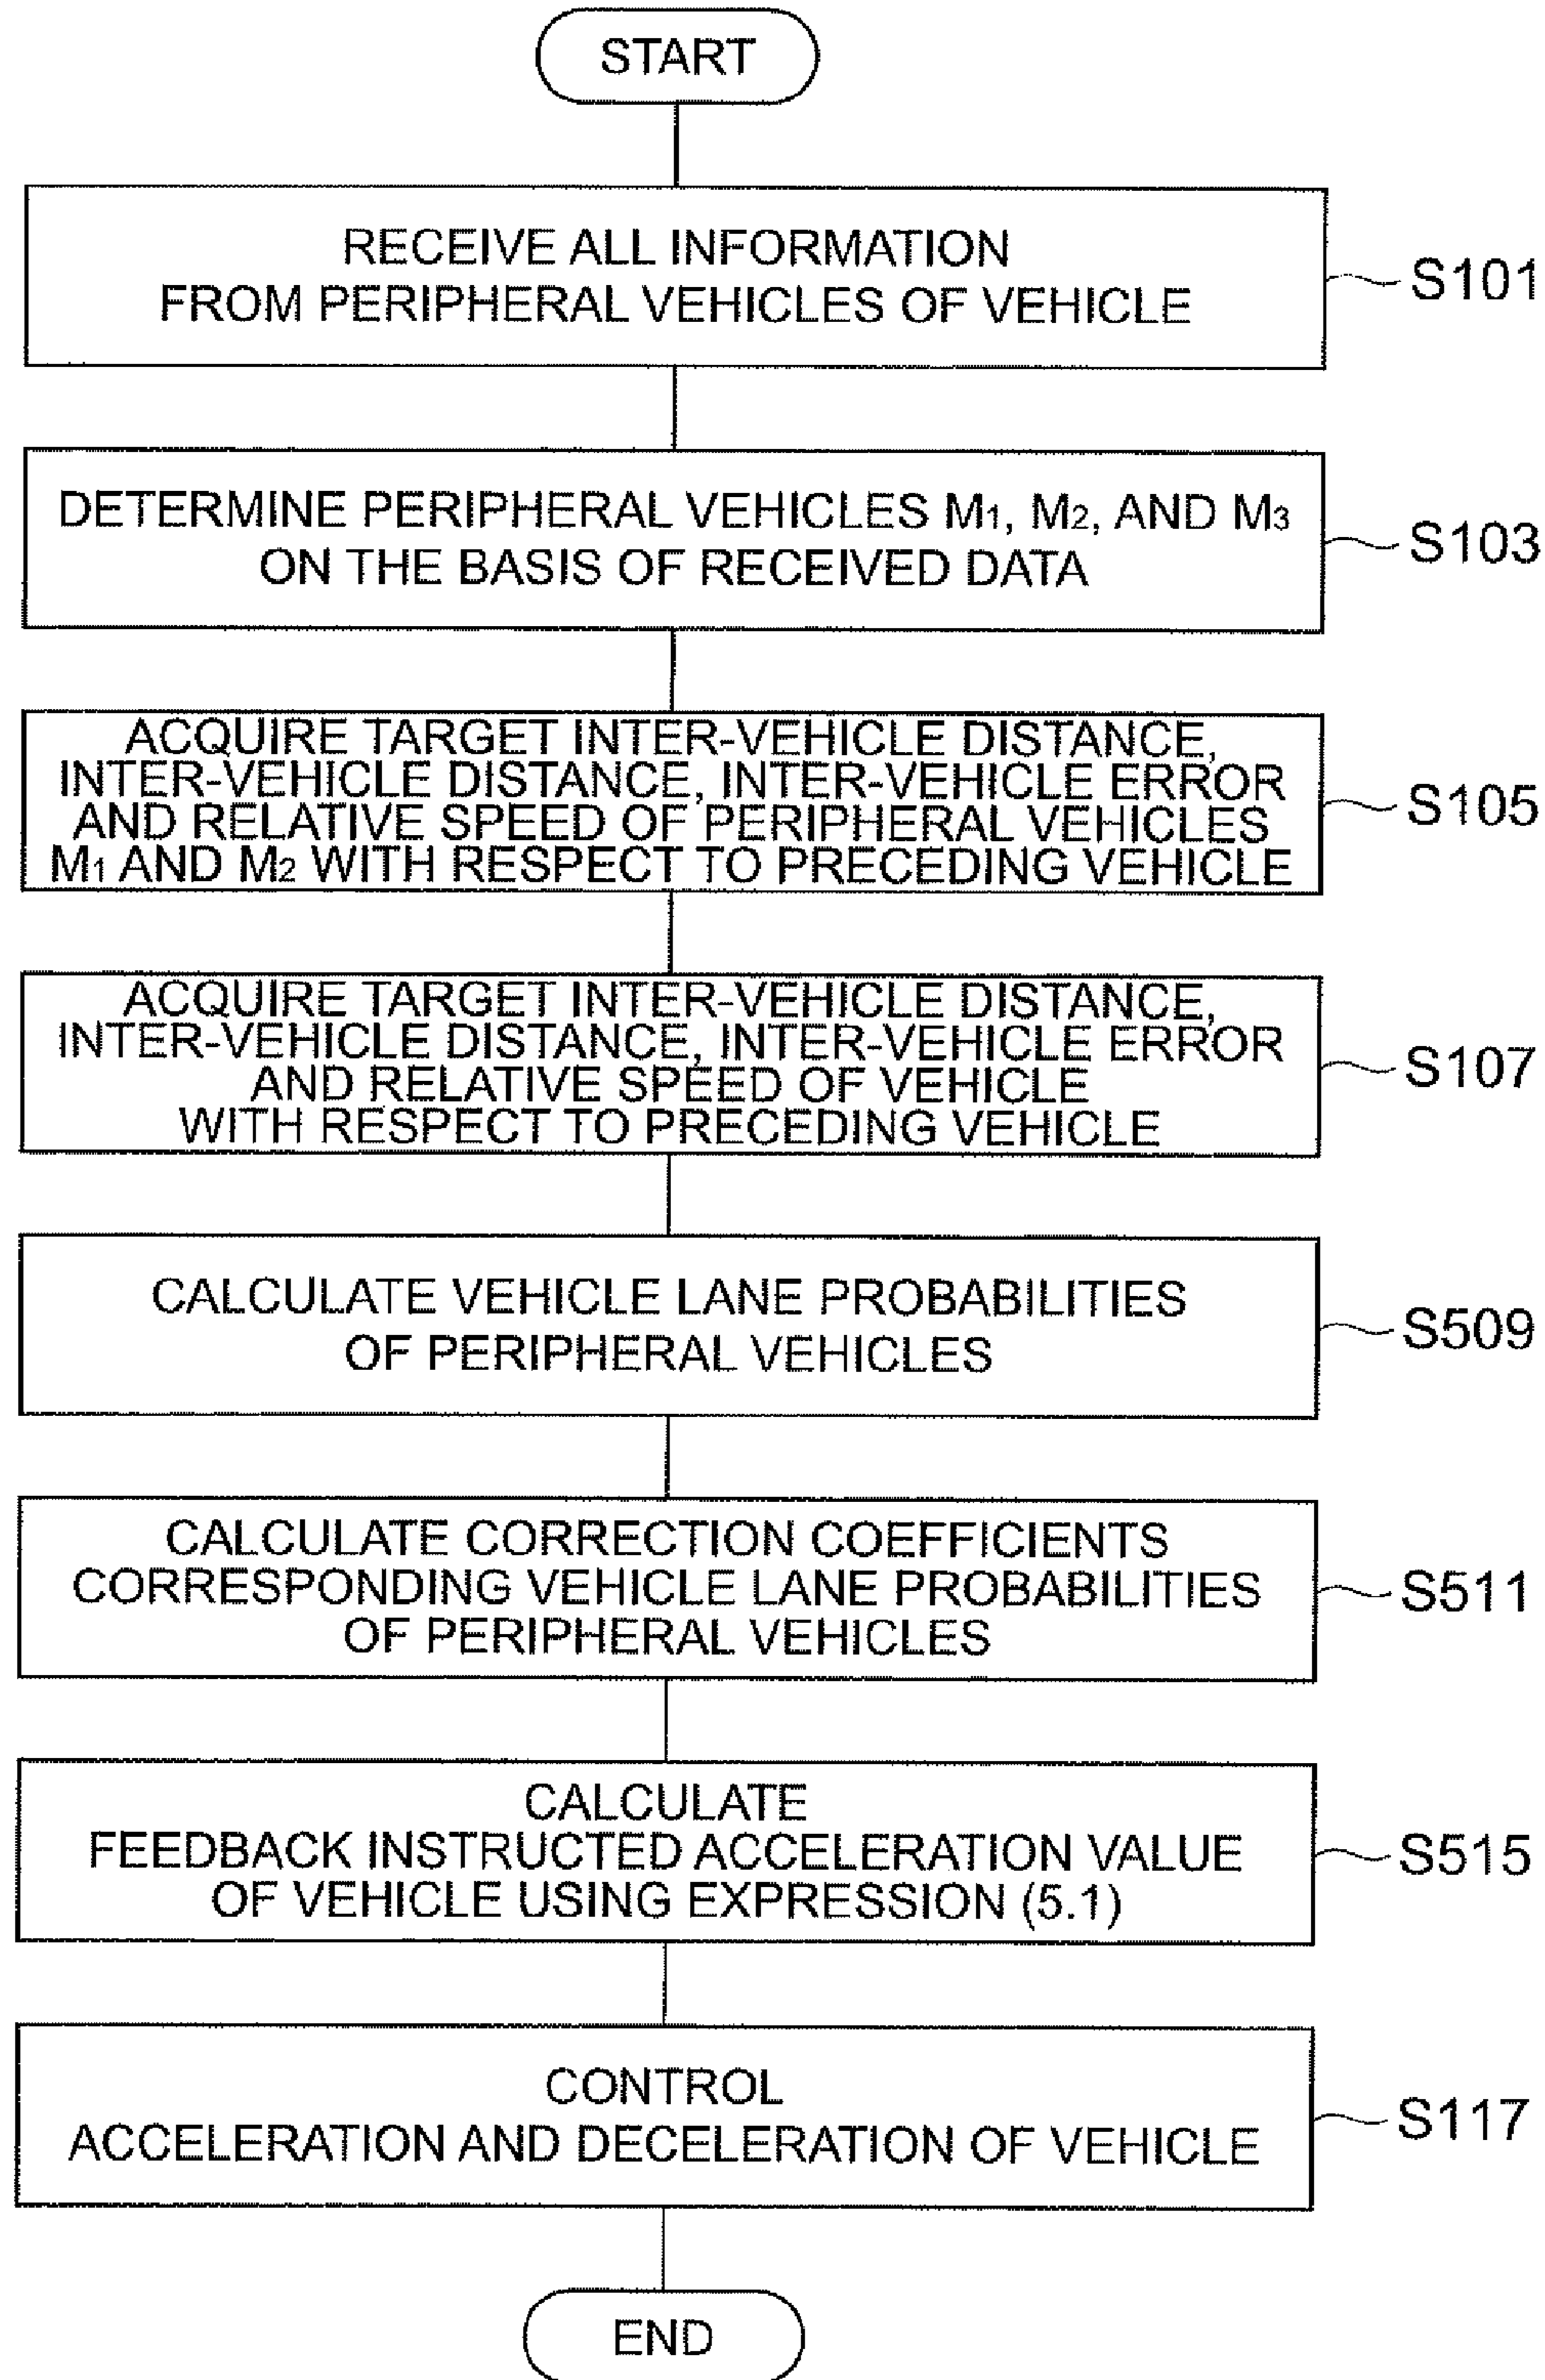 START
RECEIVE ALL INFORMATION
FROM PERIPHERAL VEHICLES OF VEHICLE
S101
DETERMINE PERIPHERAL VEHICLES M1, M2, AND M3
ON THE BASIS OF RECEIVED DATA
S103
ACQUIRE TARGET INTER-VEHICLE DISTANCE,
INTER-VEHICLE DISTANCE, INTER-VEHICLE ERROR
AND RELATIVE SPEED OF PERIPHERAL VEHICLES
M1 AND M2 WITH RESPECT TO PRECEDING VEHICLE
S105
ACQUIRE TARGET INTER-VEHICLE DISTANCE,
INTER-VEHICLE DISTANCE, INTER-VEHICLE ERROR
AND RELATIVE SPEED OF VEHICLE
WITH RESPECT TO PRECEDING VEHICLE
S107
CALCULATE VEHICLE LANE PROBABILITIES
OF PERIPHERAL VEHICLES
S509
CALCULATE CORRECTION COEFFICIENTS
CORRESPONDING VEHICLE LANE PROBABILITIES
OF PERIPHERAL VEHICLES
S511
CALCULATE
FEEDBACK INSTRUCTED ACCELERATION VALUE
OF VEHICLE USING EXPRESSION (5.1)
S515
CONTROL
ACCELERATION AND DECELERATION OF VEHICLE
S117
END